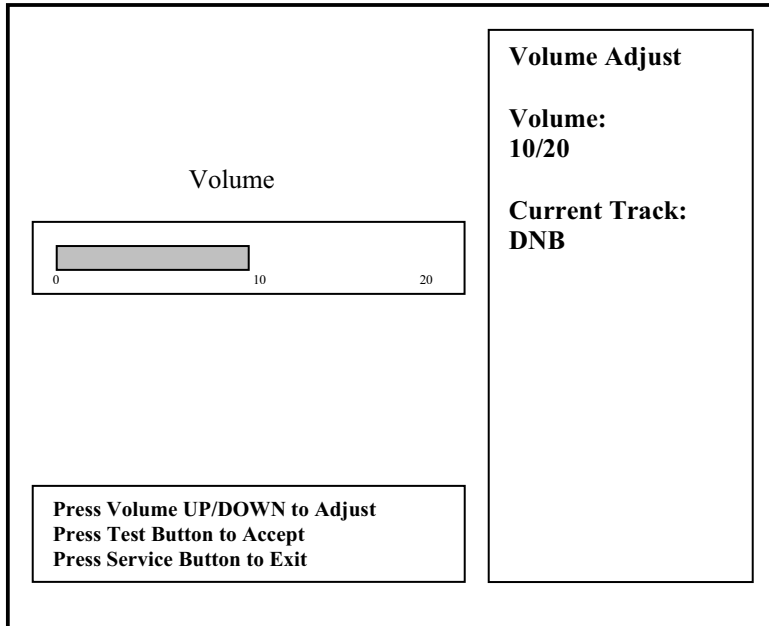 Volume
0 10 20
Press Volume UP/DOWN to Adjust
Press Test Button to Accept
Press Service Button to Exit
Volume Adjust
Volume:
10/20
Current Track:
DNB